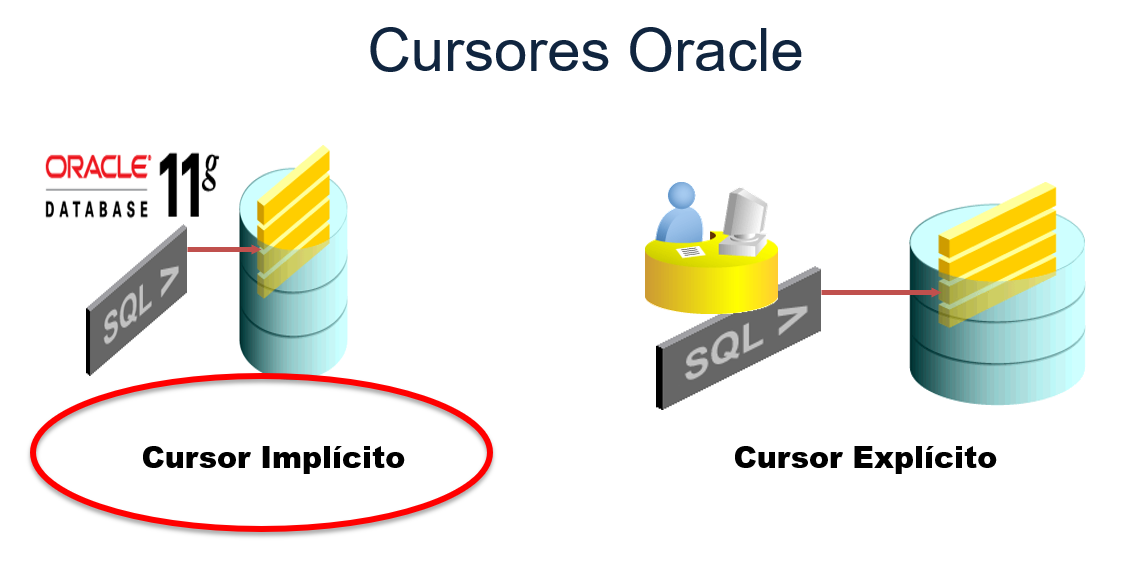 Cursores Oracle
ORACLE
DATABASE
11g
SQL >
SQL >
Cursor Implícito
Cursor Explícito